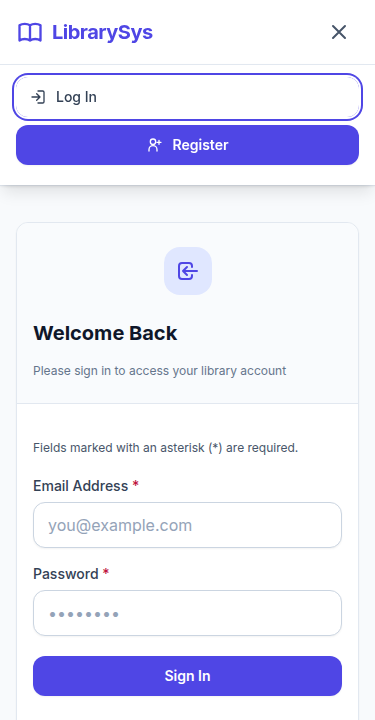 LibrarySys
Log In
Register
Welcome Back
Please sign in to access your library account
Fields marked with an asterisk (*) are required.
Email Address *
you@example.com
Password *
••••••••
Sign In